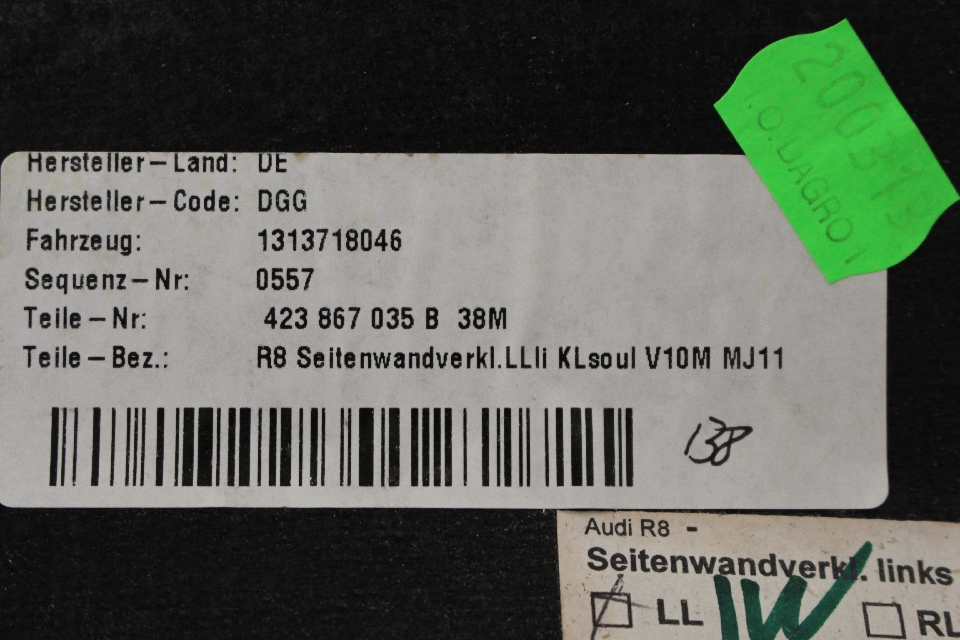 Hersteller-Land: DE
Hersteller-Code: DGG
Fahrzeug: 1313718046
Sequenz-Nr: 0557
Teile-Nr: 423 867 035 B 38M
Teile-Bez.: R8 Seitenwandverkl.LLli KLsoul V10M MJ11
138
200313
I.O.DAGRO1
Audi R8 -
Seitenwandverkl. links
LL IW RL